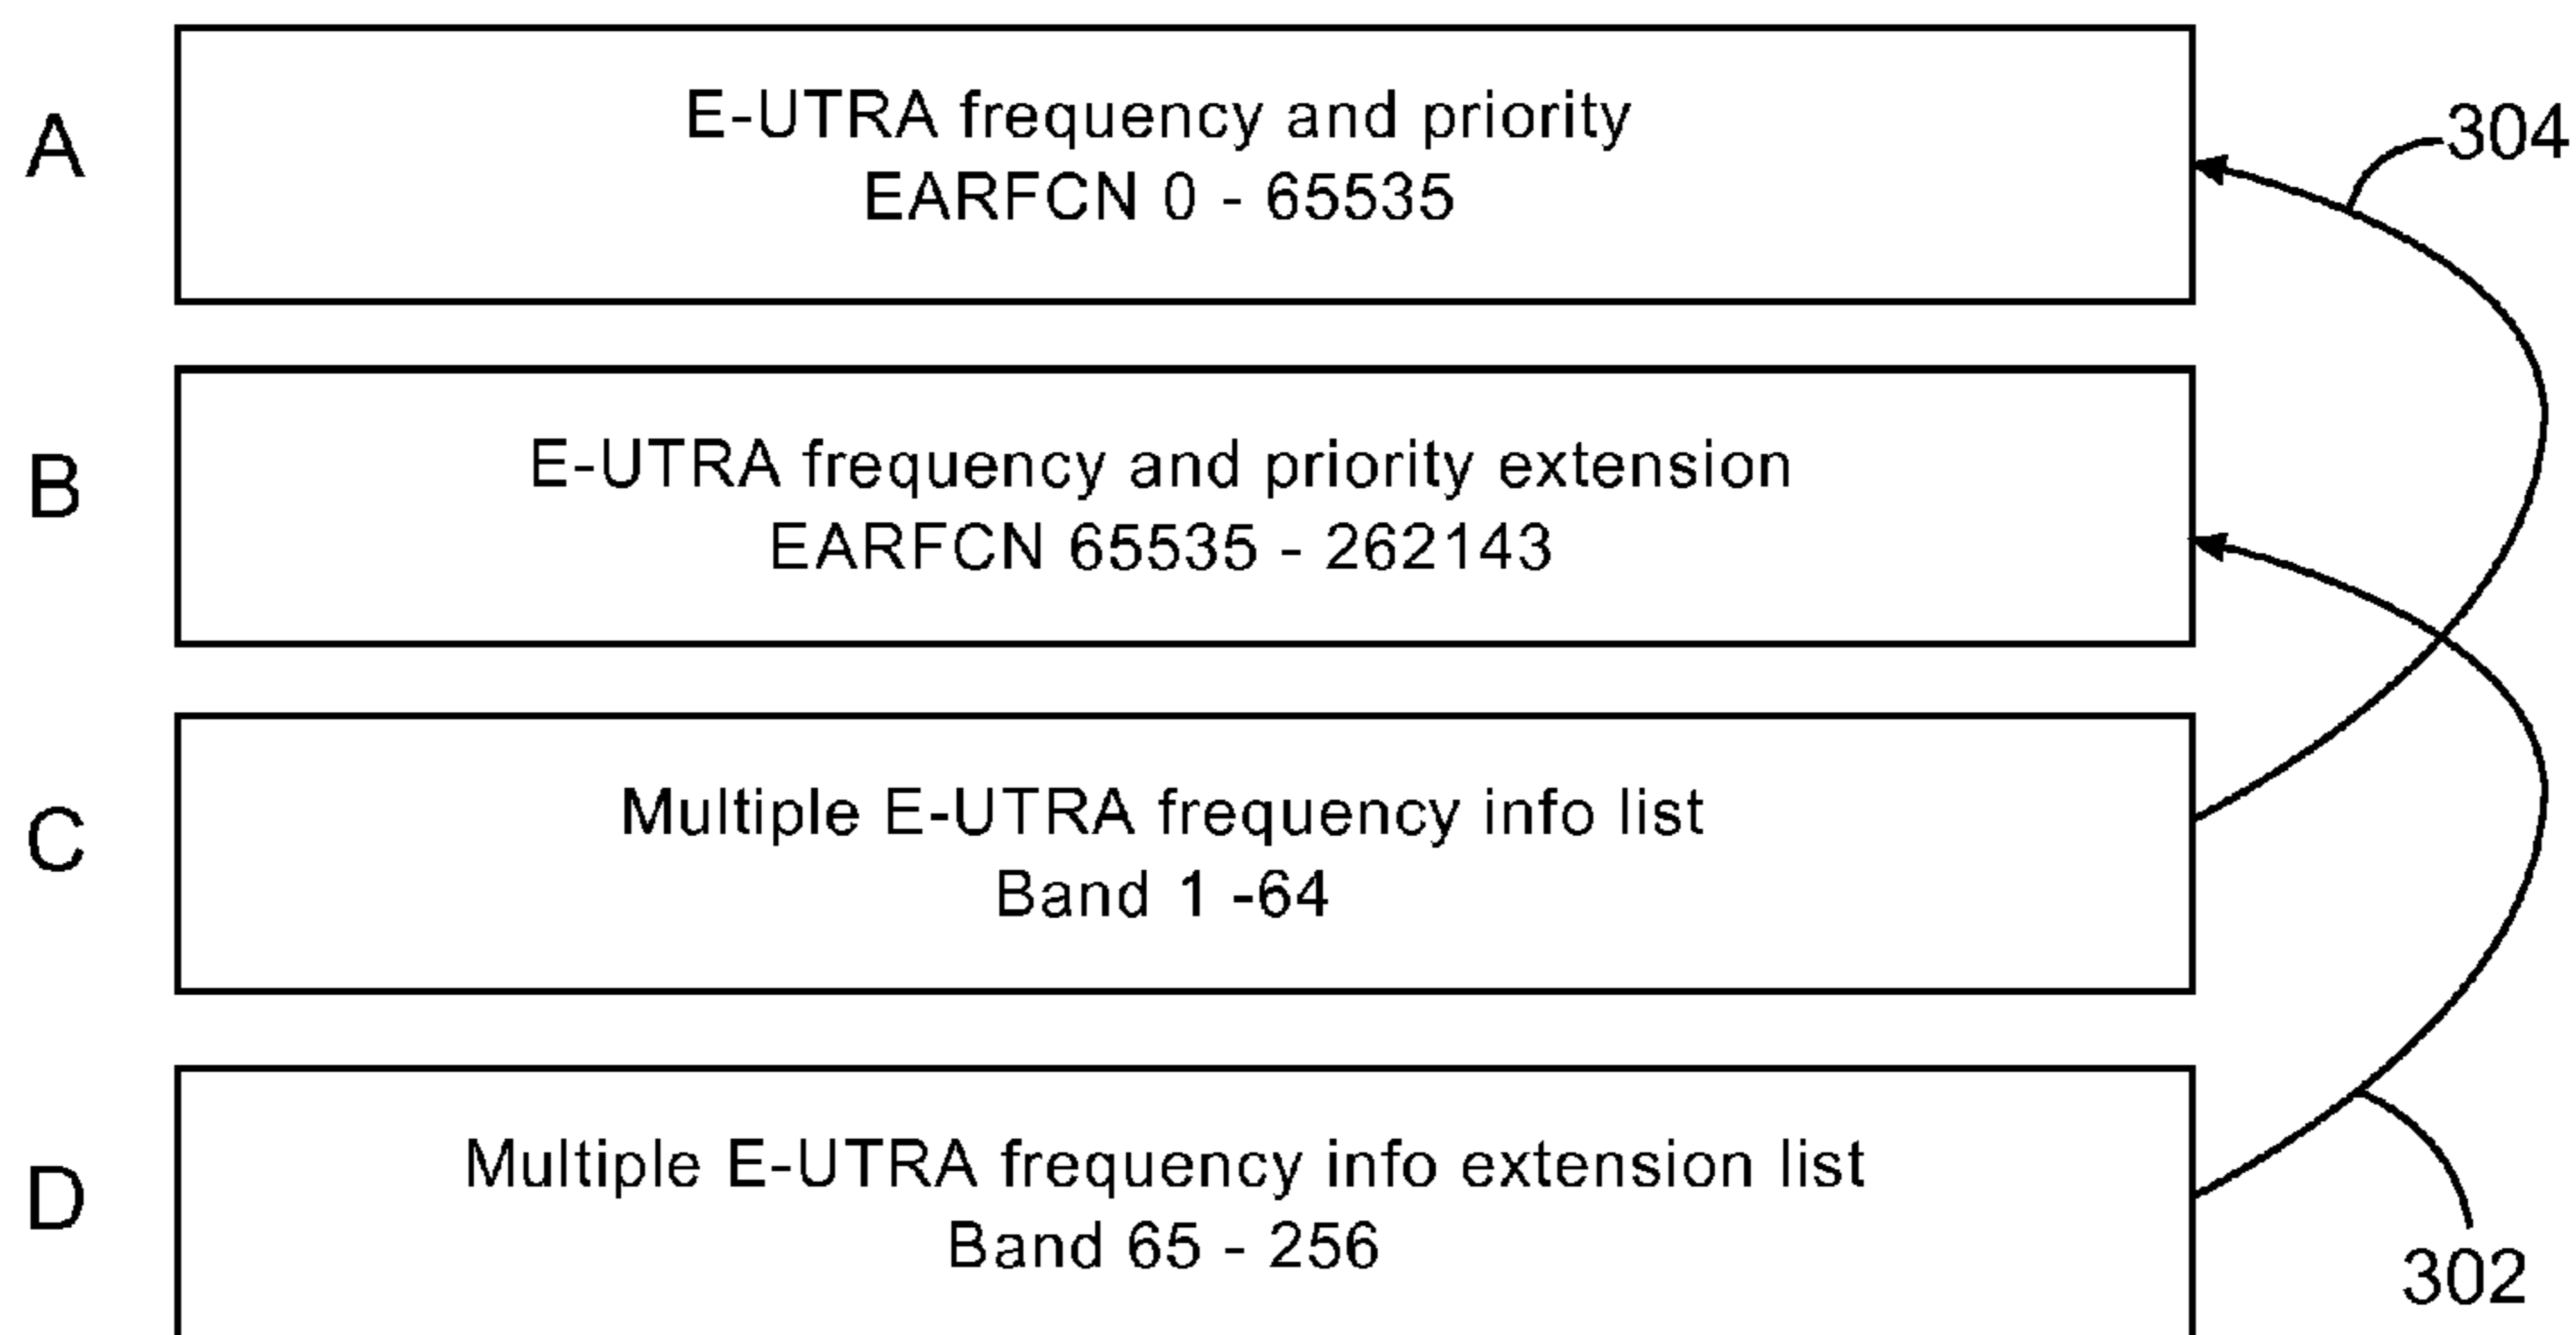 A
E-UTRA frequency and priority
EARFCN 0 - 65535
304
B
E-UTRA frequency and priority extension
EARFCN 65535 - 262143
C
Multiple E-UTRA frequency info list
Band 1 -64
D
Multiple E-UTRA frequency info extension list
Band 65 - 256
302